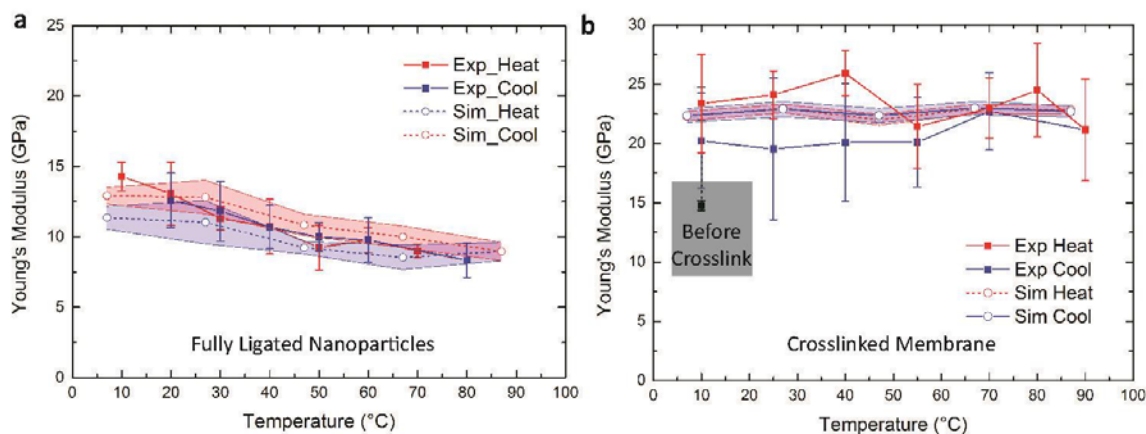 a
25
20
15
10
5
0
Young's Modulus (GPa)
Exp_Heat
Exp_Cool
Sim_Heat
Sim_Cool
Fully Ligated Nanoparticles
0 10 20 30 40 50 60 70 80 90 100
Temperature (°C)
b
30
25
20
15
10
5
0
Young's Modulus (GPa)
Before
Crosslink
Exp Heat
Exp Cool
Sim Heat
Sim Cool
Crosslinked Membrane
0 10 20 30 40 50 60 70 80 90 100
Temperature (°C)